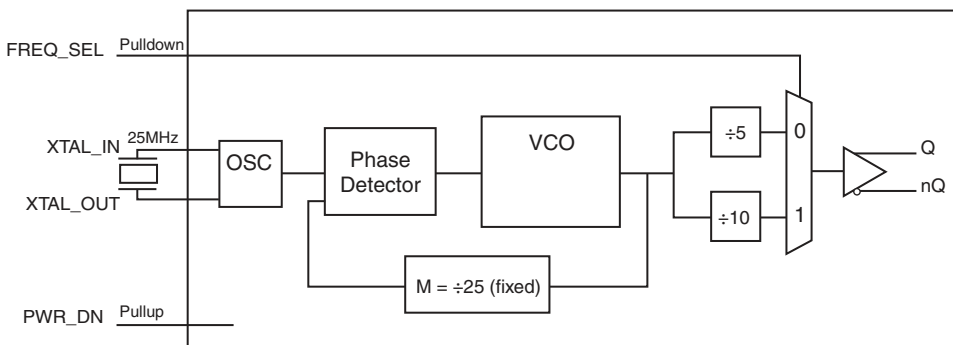 FREQ_SEL
Pulldown
XTAL_IN
25MHz
XTAL_OUT
OSC
Phase
Detector
VCO
÷5
÷10
0
1
Q
nQ
M = ÷25 (fixed)
PWR_DN
Pullup